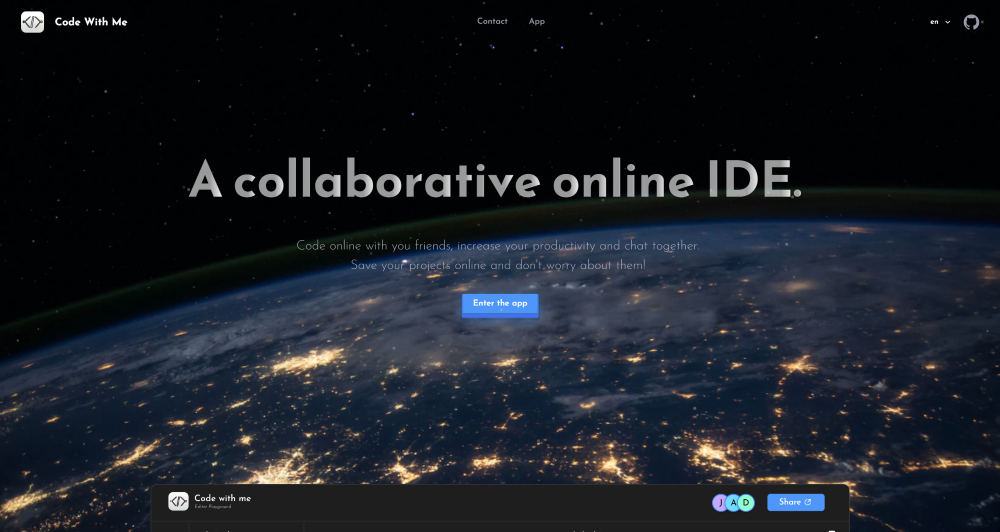 Code With Me
Contact
App
en
A collaborative online IDE.
Code online with you friends, increase your productivity and chat together.
Save your projects online and don't worry about them!
Enter the app
Code with me
Editor Playground
J A D
Share